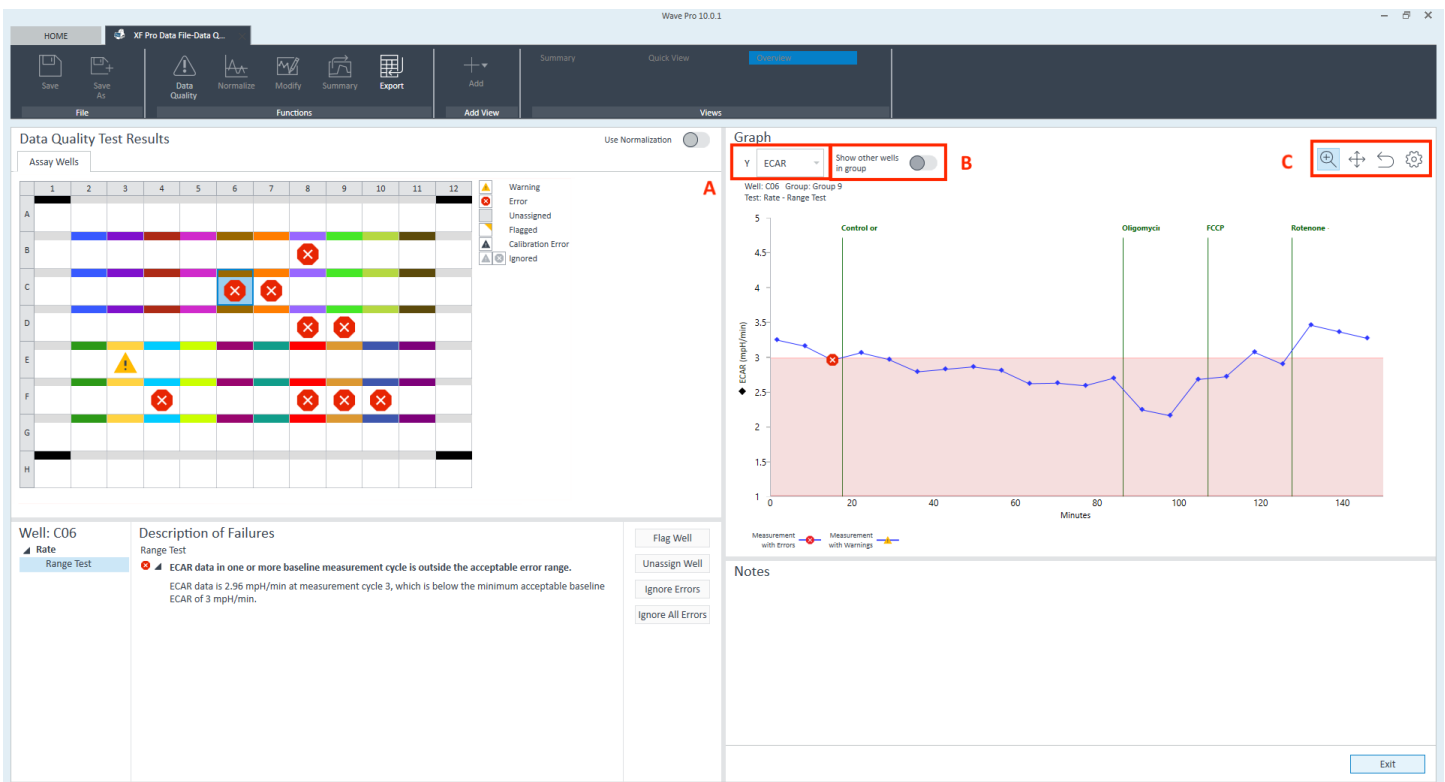 Wave Pro 10.0.1
HOME
XF Pro Data File-Data Q...
Save
Save As
File
Data Quality
Normalize
Modify
Summary
Export
Functions
Add
Add View
Summary
Quick View
Overview
Views
Data Quality Test Results
Use Normalization
Assay Wells
1 2 3 4 5 6 7 8 9 10 11 12
A
B
C
D
E
F
G
H
Warning
Error
Unassigned
Flagged
Calibration Error
Ignored
A
Well: C06
Rate
Range Test
Description of Failures
Range Test
ECAR data in one or more baseline measurement cycle is outside the acceptable error range.
ECAR data is 2.96 mpH/min at measurement cycle 3, which is below the minimum acceptable baseline
ECAR of 3 mpH/min.
Flag Well
Unassign Well
Ignore Errors
Ignore All Errors
Graph
Y ECAR
Show other wells
in group
B
C
Well: C06 Group: Group 9
Test: Rate - Range Test
Control or
Oligomycin
FCCP
Rotenone -
ECAR (mpH/min)
5
4.5
4
3.5
3
2.5
2
1.5
1
0 20 40 60 80 100 120 140
Minutes
Measurement
with Errors
Measurement
with Warnings
Notes
Exit